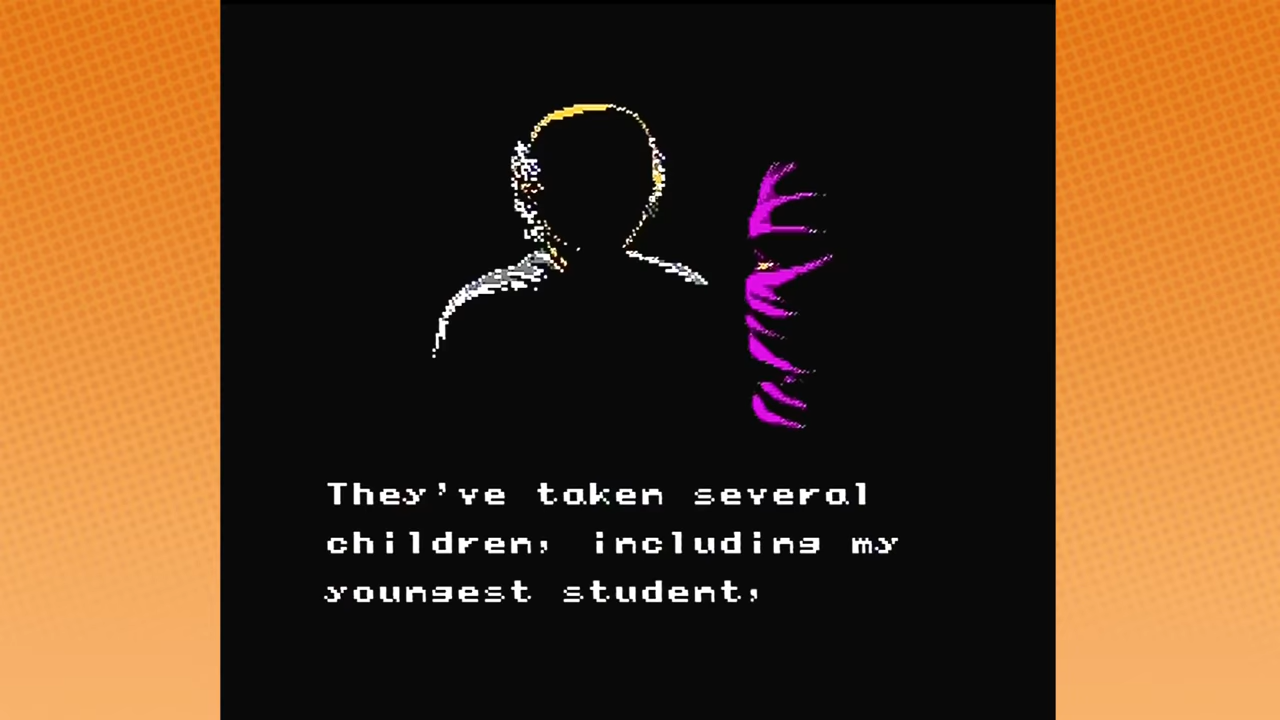 They've taken several
children, including my
youngest student,